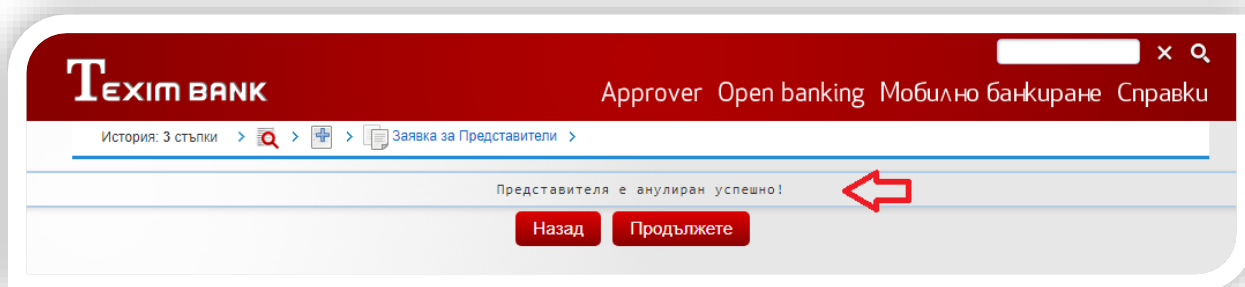 TEXIM BANK
Approver Open banking Мобилно банкиране Справки
История: 3 стъпки > > > Заявка за Представители >
Представителя е анулиран успешно!
Назад Продължете